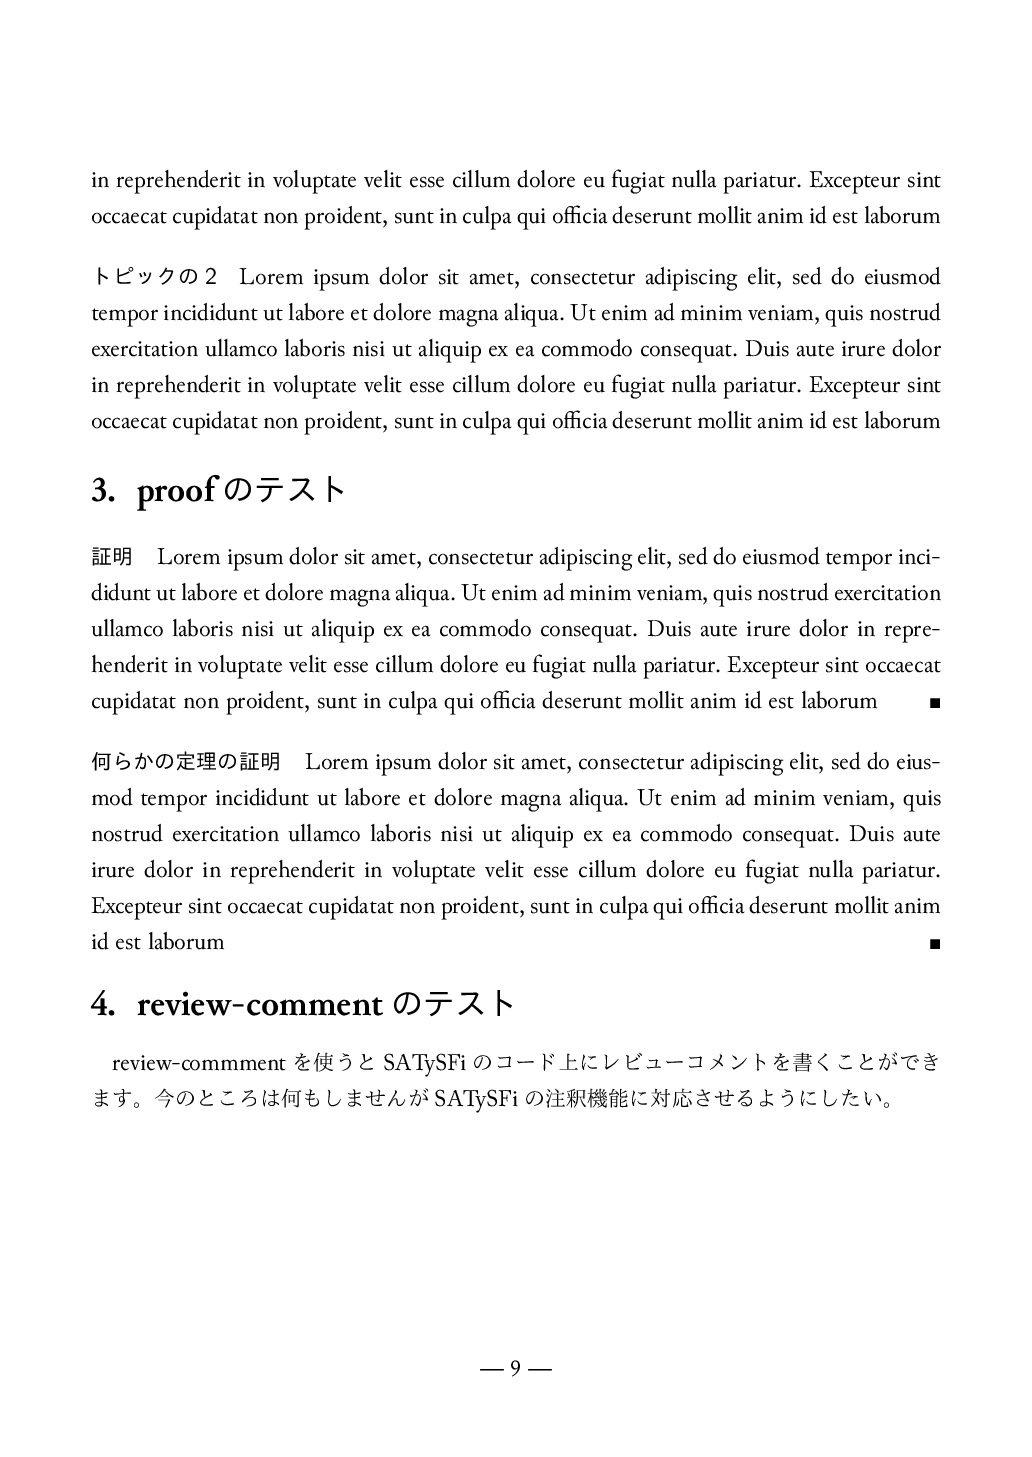 in reprehenderit in voluptate velit esse cillum dolore eu fugiat nulla pariatur. Excepteur sint
occaecat cupidatat non proident, sunt in culpa qui officia deserunt mollit anim id est laborum
トピックの２ Lorem ipsum dolor sit amet, consectetur adipiscing elit, sed do eiusmod
tempor incididunt ut labore et dolore magna aliqua. Ut enim ad minim veniam, quis nostrud
exercitation ullamco laboris nisi ut aliquip ex ea commodo consequat. Duis aute irure dolor
in reprehenderit in voluptate velit esse cillum dolore eu fugiat nulla pariatur. Excepteur sint
occaecat cupidatat non proident, sunt in culpa qui officia deserunt mollit anim id est laborum
3. proof のテスト
証明 Lorem ipsum dolor sit amet, consectetur adipiscing elit, sed do eiusmod tempor inci-
didunt ut labore et dolore magna aliqua. Ut enim ad minim veniam, quis nostrud exercitation
ullamco laboris nisi ut aliquip ex ea commodo consequat. Duis aute irure dolor in repre-
henderit in voluptate velit esse cillum dolore eu fugiat nulla pariatur. Excepteur sint occaecat
cupidatat non proident, sunt in culpa qui officia deserunt mollit anim id est laborum ■
何らかの定理の証明 Lorem ipsum dolor sit amet, consectetur adipiscing elit, sed do eius-
mod tempor incididunt ut labore et dolore magna aliqua. Ut enim ad minim veniam, quis
nostrud exercitation ullamco laboris nisi ut aliquip ex ea commodo consequat. Duis aute
irure dolor in reprehenderit in voluptate velit esse cillum dolore eu fugiat nulla pariatur.
Excepteur sint occaecat cupidatat non proident, sunt in culpa qui officia deserunt mollit anim
id est laborum ■
4. review-comment のテスト
review-commment を使うと SATySFi のコード上にレビューコメントを書くことができ
ます。今のところは何もしませんが SATySFi の注釈機能に対応させるようにしたい。
— 9 —